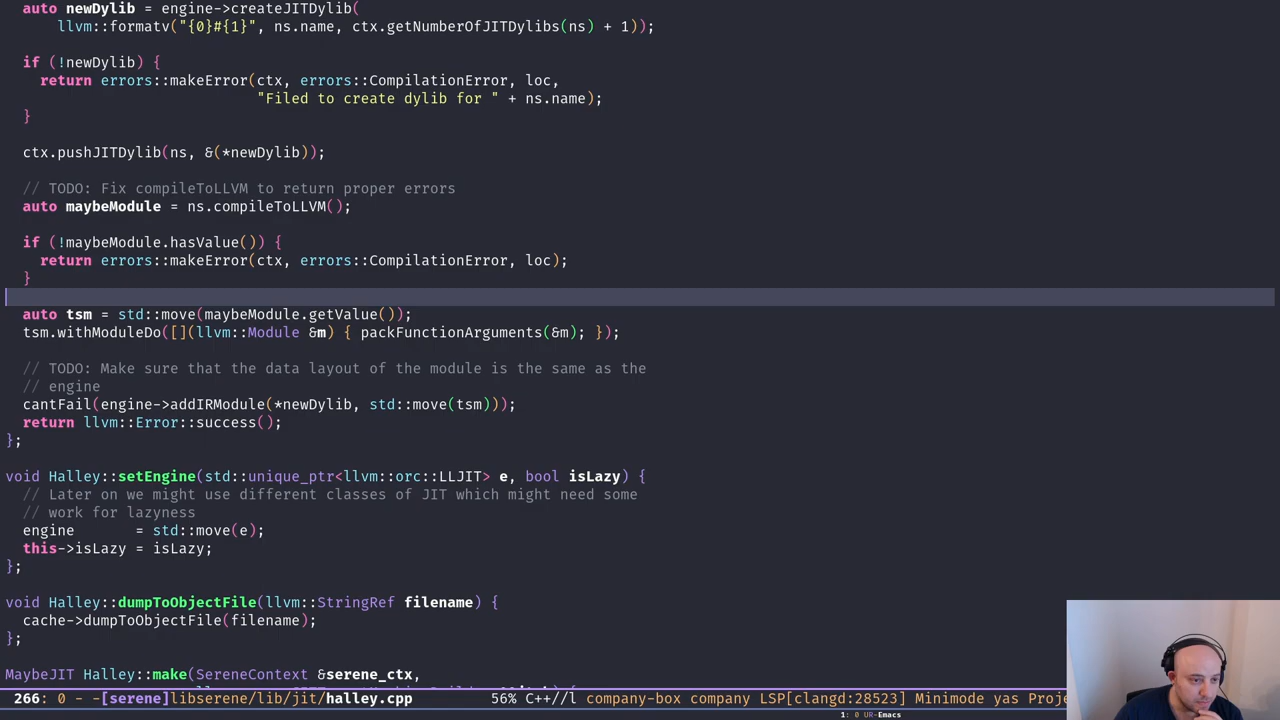 auto newDylib = engine->createJITDylib(
llvm::formatv("{0}#{1}", ns.name, ctx.getNumberOfJITDylibs(ns) + 1));
if (!newDylib) {
return errors::makeError(ctx, errors::CompilationError, loc,
"Filed to create dylib for " + ns.name);
}
ctx.pushJITDylib(ns, &(*newDylib));
// TODO: Fix compileToLLVM to return proper errors
auto maybeModule = ns.compileToLLVM();
if (!maybeModule.hasValue()) {
return errors::makeError(ctx, errors::CompilationError, loc);
}
auto tsm = std::move(maybeModule.getValue());
tsm.withModuleDo([](llvm::Module &m) { packFunctionArguments(&m); });
// TODO: Make sure that the data layout of the module is the same as the
// engine
cantFail(engine->addIRModule(*newDylib, std::move(tsm)));
return llvm::Error::success();
};
void Halley::setEngine(std::unique_ptr<llvm::orc::LLJIT> e, bool isLazy) {
// Later on we might use different classes of JIT which might need some
// work for lazyness
engine       = std::move(e);
this->isLazy = isLazy;
};
void Halley::dumpToObjectFile(llvm::StringRef filename) {
cache->dumpToObjectFile(filename);
};
MaybeJIT Halley::make(SereneContext &serene_ctx,
266: 0 - -[serene]libserene/lib/jit/halley.cpp 56% C++//l company-box company LSP[clangd:28523] Minimode yas Proje
1: 0 UR-Emacs